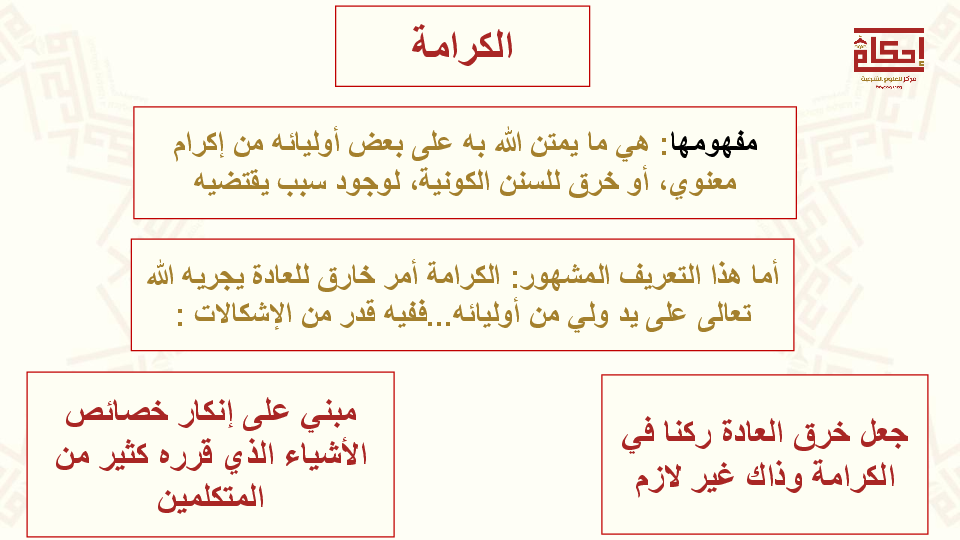 الكرامة
إحكام
مركز للعلوم الشرعية
مفهومها: هي ما يمتن الله به على بعض أوليائه من إكرام
معنوي، أو خرق للسنن الكونية، لوجود سبب يقتضيه
أما هذا التعريف المشهور: الكرامة أمر خارق للعادة يجريه الله
تعالى على يد ولي من أوليائه...ففيه قدر من الإشكالات :
جعل خرق العادة ركنا في
الكرامة وذاك غير لازم
مبني على إنكار خصائص
الأشياء الذي قرره كثير من
المتكلمين